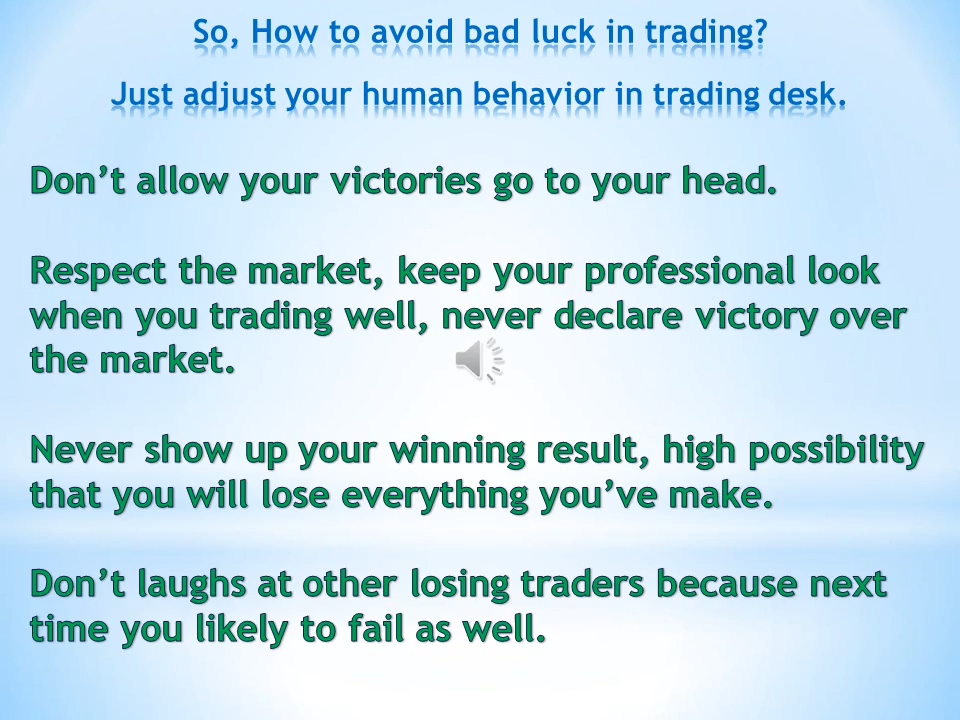 So, How to avoid bad luck in trading?
Just adjust your human behavior in trading desk.
Don’t allow your victories go to your head.
Respect the market, keep your professional look
when you trading well, never declare victory over
the market.
Never show up your winning result, high possibility
that you will lose everything you’ve make.
Don’t laughs at other losing traders because next
time you likely to fail as well.